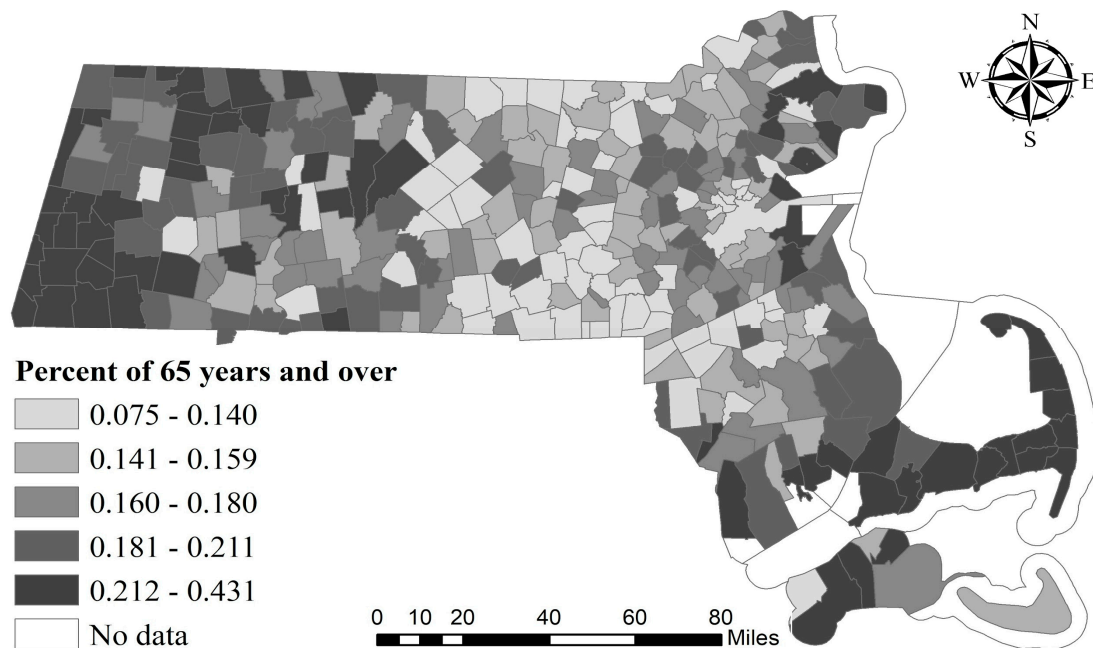 N
W E
S
Percent of 65 years and over
0.075 - 0.140
0.141 - 0.159
0.160 - 0.180
0.181 - 0.211
0.212 - 0.431
No data
0 10 20 40 60 80
Miles